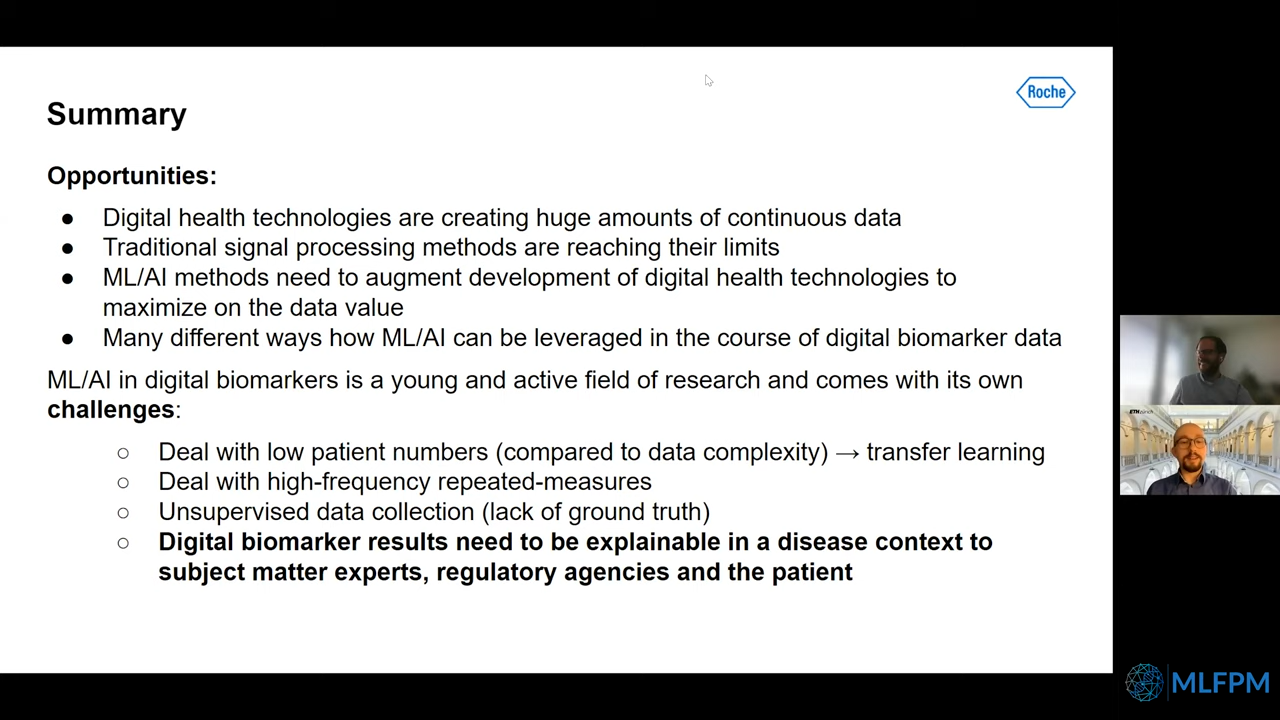 Roche
Summary
Opportunities:
● Digital health technologies are creating huge amounts of continuous data
● Traditional signal processing methods are reaching their limits
● ML/AI methods need to augment development of digital health technologies to
maximize on the data value
● Many different ways how ML/AI can be leveraged in the course of digital biomarker data
ML/AI in digital biomarkers is a young and active field of research and comes with its own
challenges:
○ Deal with low patient numbers (compared to data complexity) → transfer learning
○ Deal with high-frequency repeated-measures
○ Unsupervised data collection (lack of ground truth)
○ Digital biomarker results need to be explainable in a disease context to
subject matter experts, regulatory agencies and the patient
ETH zürich
MLFPM